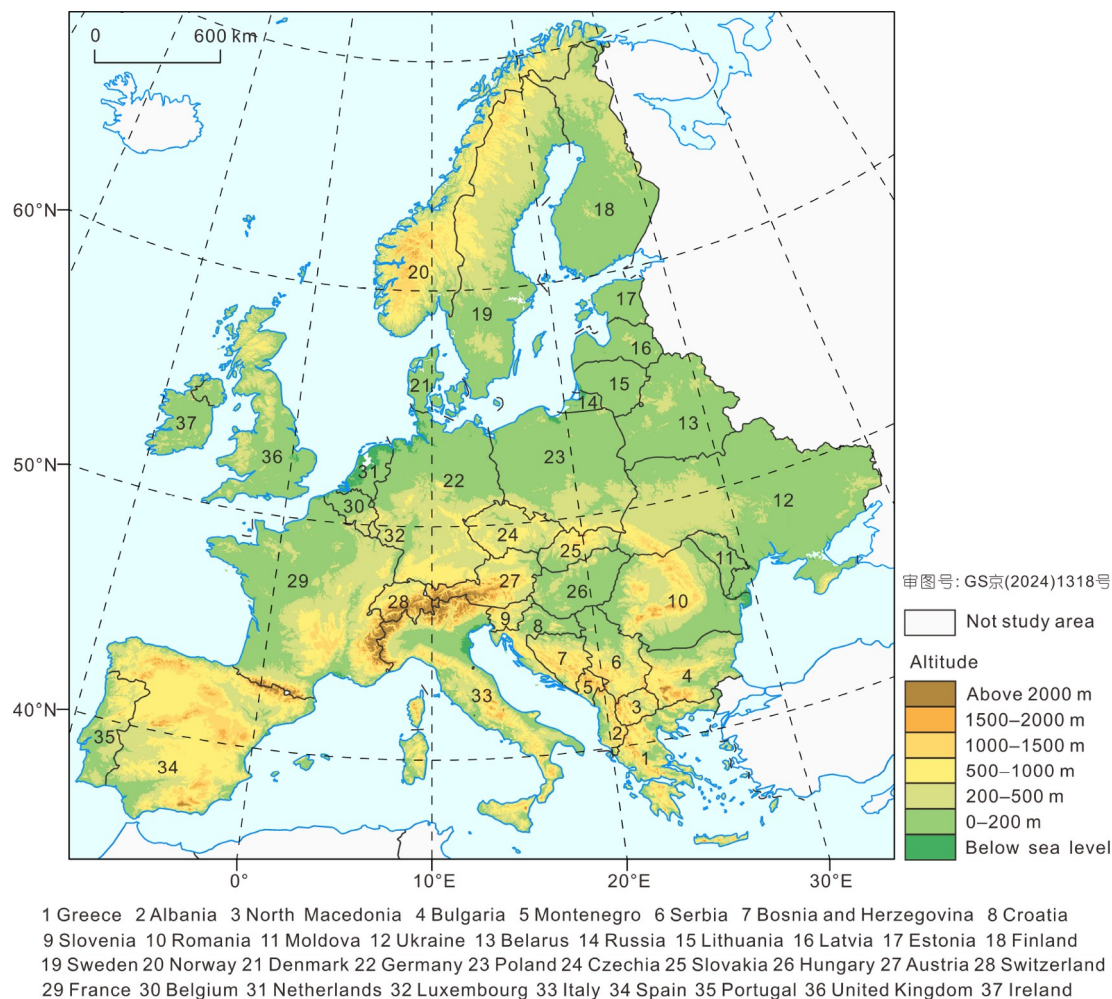 0 600 km
60°N
50°N
40°N
0°
10°E
20°E
30°E
18
20
19
17
16
15
14
13
21
37
36
31
22
23
12
30
32
24
25
11
29
27
26
28
10
9
8
7
6
5
4
3
2
1
33
35
34
审图号: GS京(2024)1318号
Not study area
Altitude
Above 2000 m
1500–2000 m
1000–1500 m
500–1000 m
200–500 m
0–200 m
Below sea level
1 Greece 2 Albania 3 North Macedonia 4 Bulgaria 5 Montenegro 6 Serbia 7 Bosnia and Herzegovina 8 Croatia
9 Slovenia 10 Romania 11 Moldova 12 Ukraine 13 Belarus 14 Russia 15 Lithuania 16 Latvia 17 Estonia 18 Finland
19 Sweden 20 Norway 21 Denmark 22 Germany 23 Poland 24 Czechia 25 Slovakia 26 Hungary 27 Austria 28 Switzerland
29 France 30 Belgium 31 Netherlands 32 Luxembourg 33 Italy 34 Spain 35 Portugal 36 United Kingdom 37 Ireland